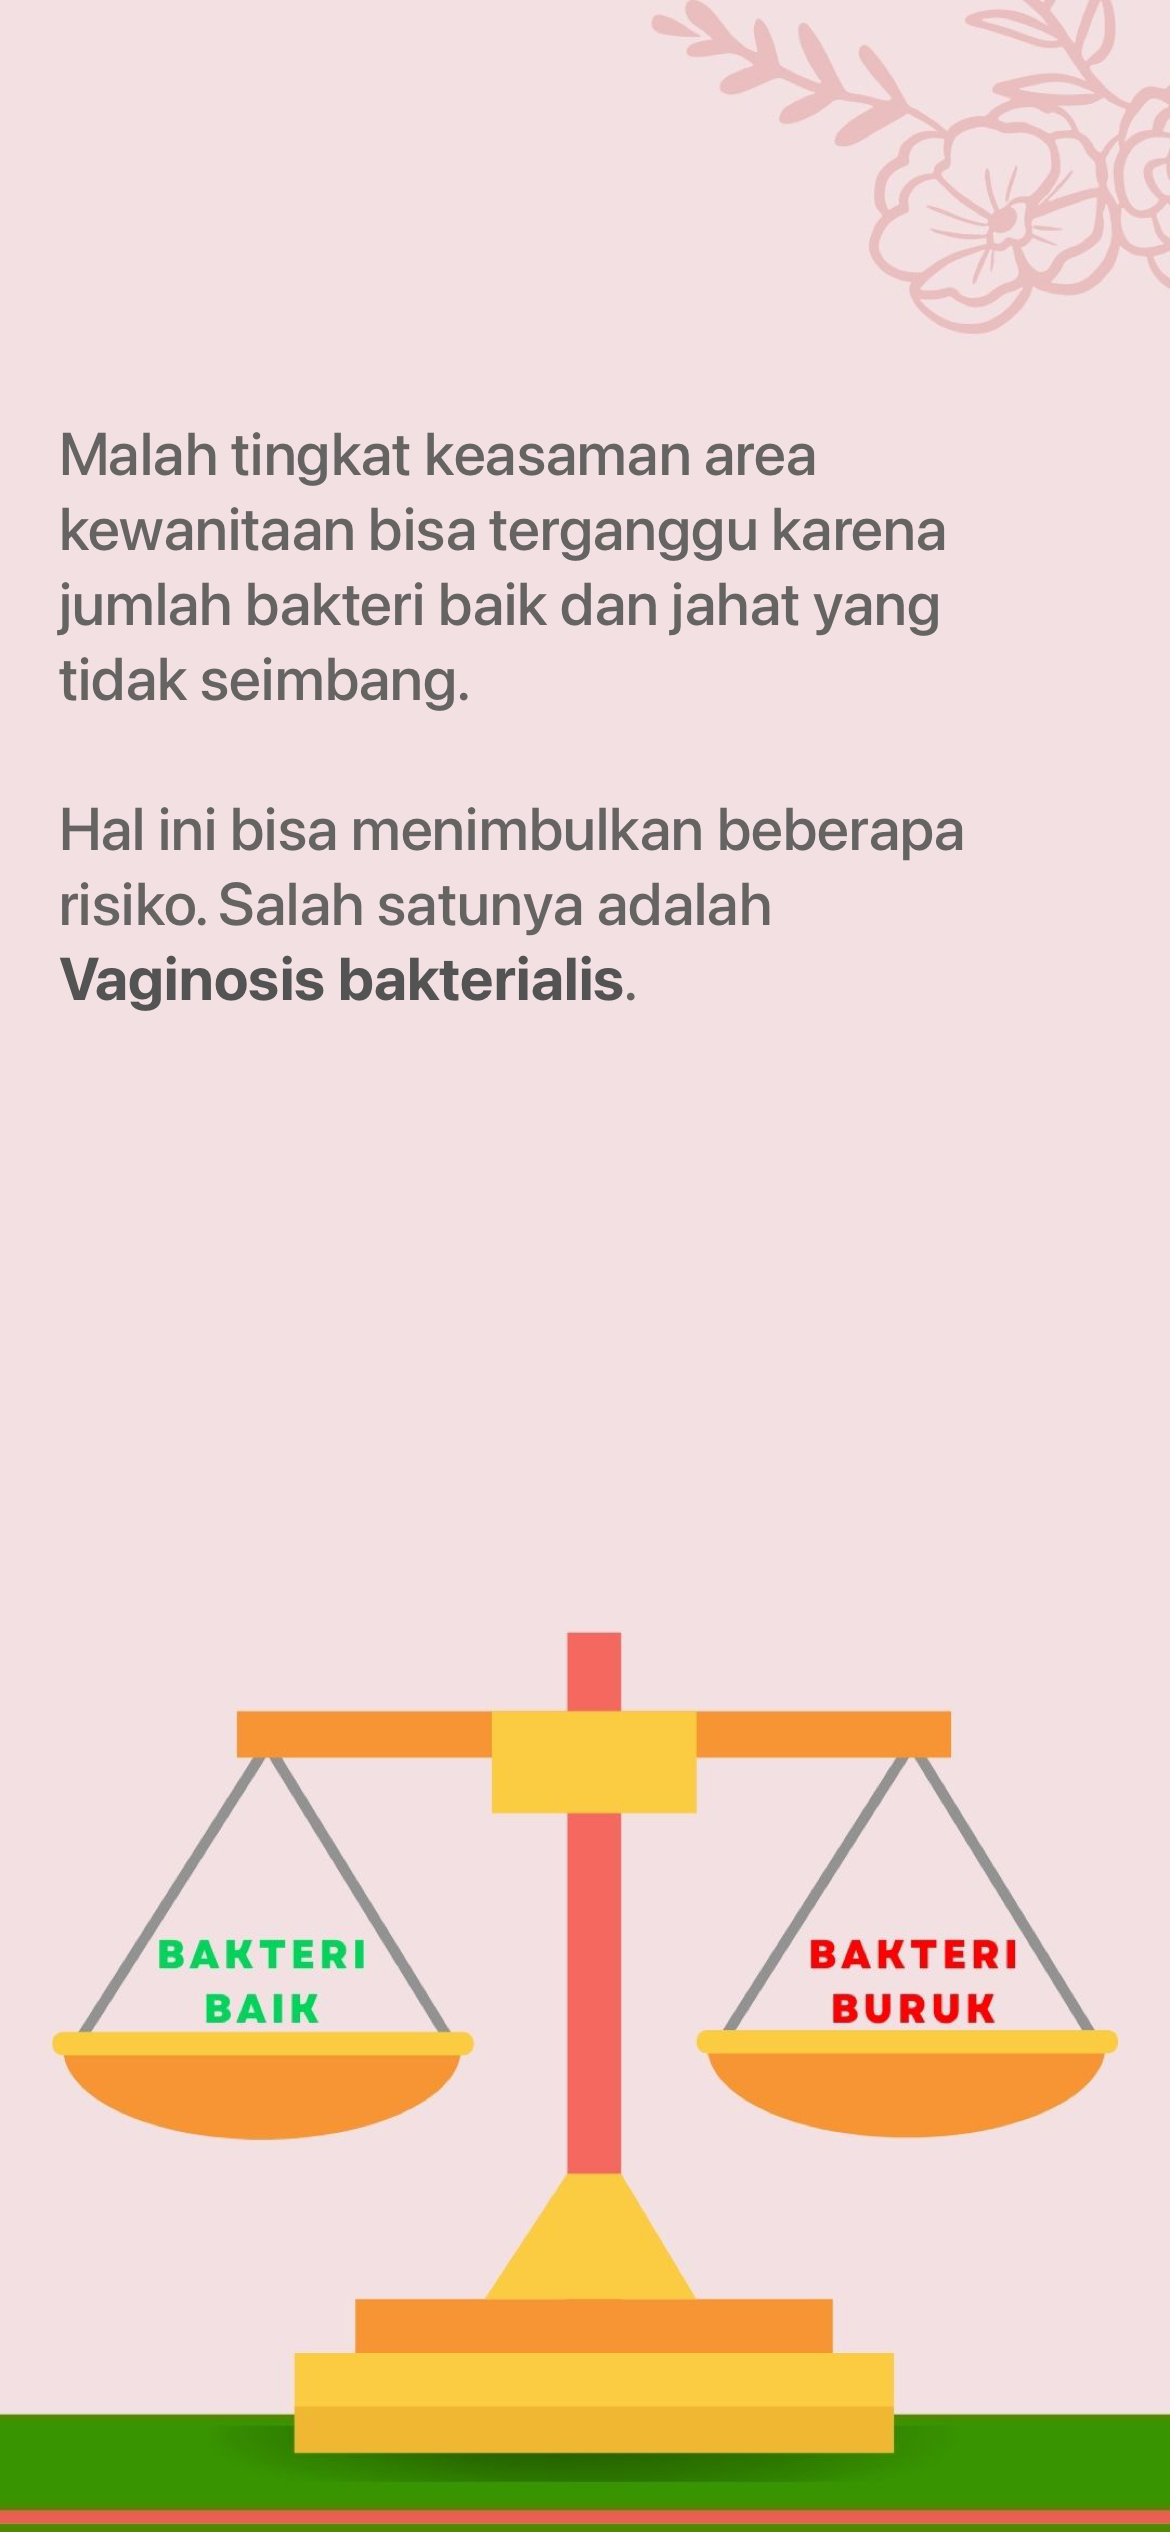 Malah tingkat keasaman area
kewanitaan bisa terganggu karena
jumlah bakteri baik dan jahat yang
tidak seimbang.
Hal ini bisa menimbulkan beberapa
risiko. Salah satunya adalah
Vaginosis bakterialis.
BAKTERI
BAIK
BAKTERI
BURUK